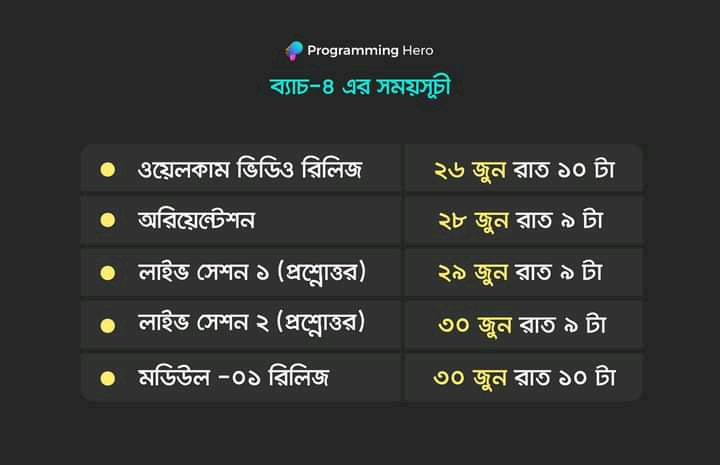 Programming Hero
ব্যাচ-৪ এর সময়সূচী
ওয়েলকাম ভিডিও রিলিজ ২৬ জুন রাত ১০ টা
অরিয়েন্টেশন ২৮ জুন রাত ৯ টা
লাইভ সেশন ১ (প্রশ্নোত্তর) ২৯ জুন রাত ৯ টা
লাইভ সেশন ২ (প্রশ্নোত্তর) ৩০ জুন রাত ৯ টা
মডিউল -০১ রিলিজ ৩০ জুন রাত ১০ টা